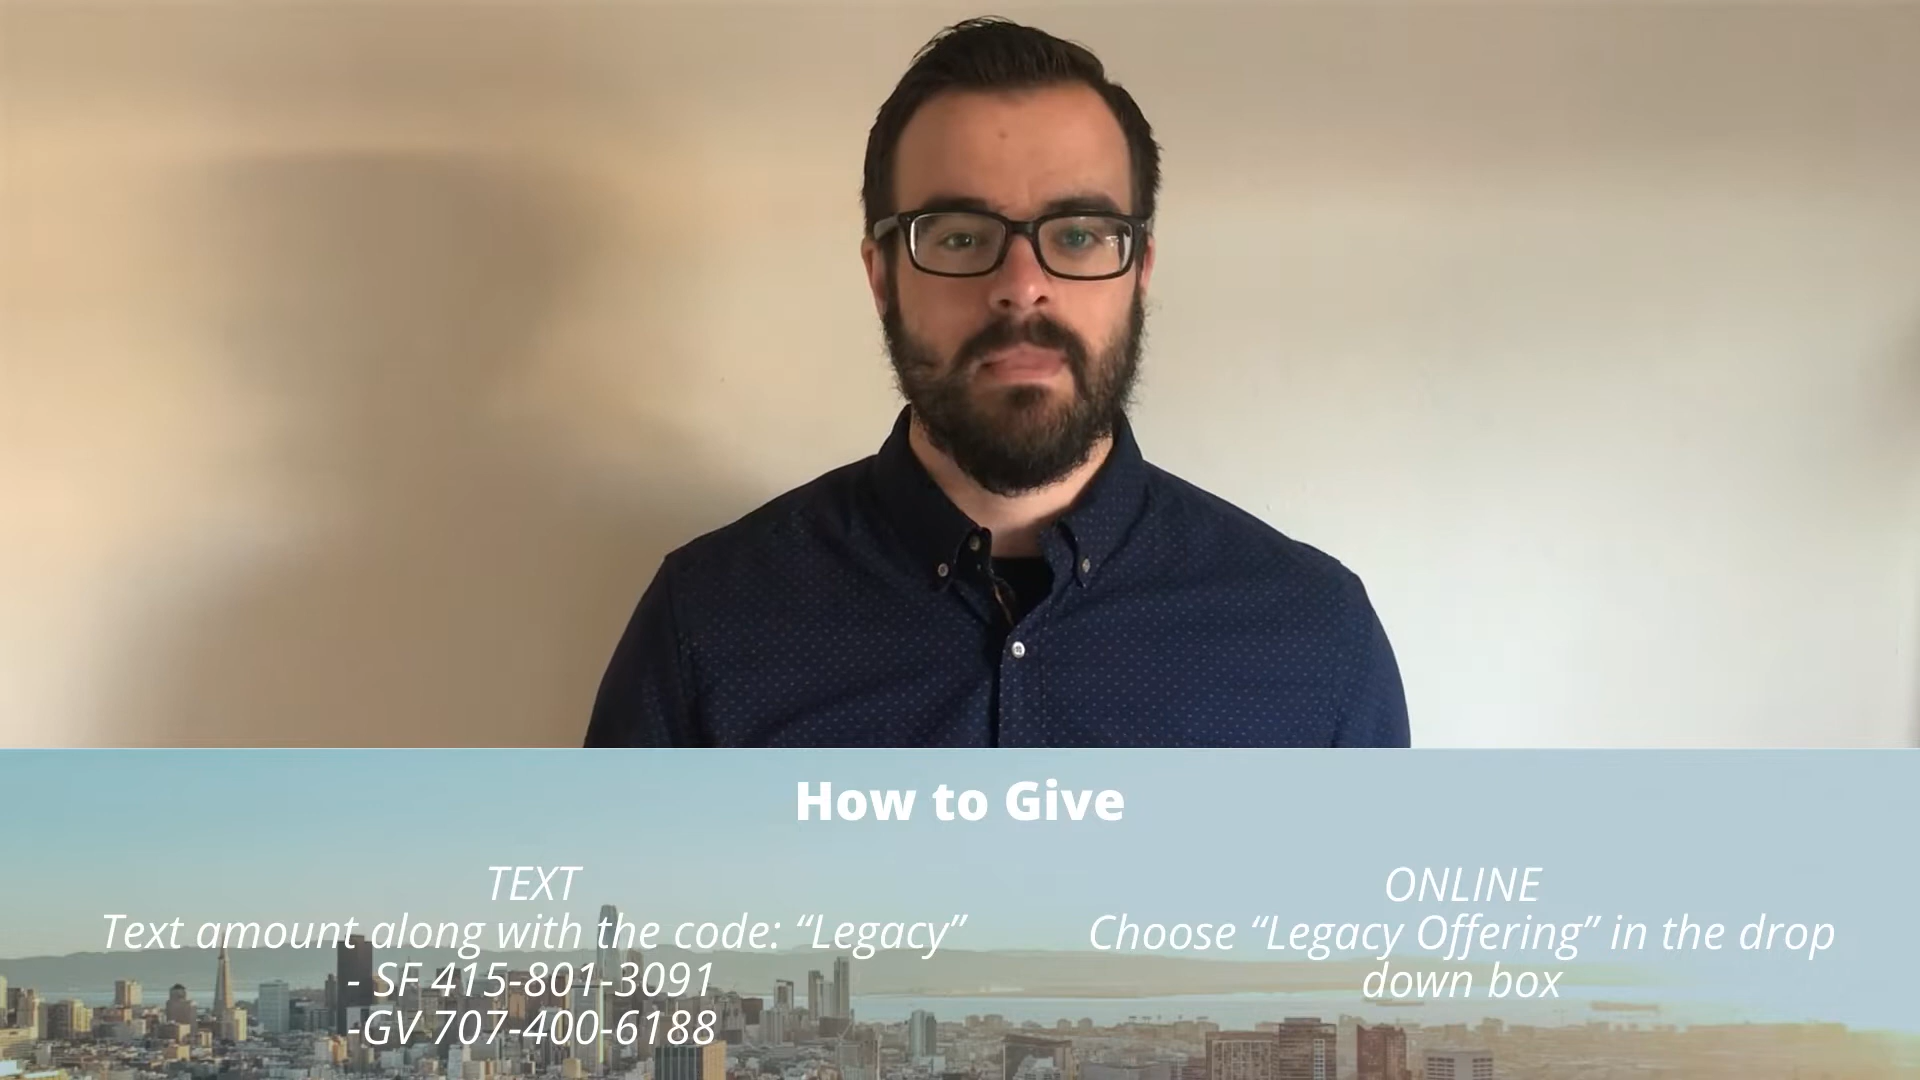 How to Give
TEXT
Text amount along with the code: “Legacy”
- SF 415-801-3091
-GV 707-400-6188
ONLINE
Choose “Legacy Offering” in the drop
down box